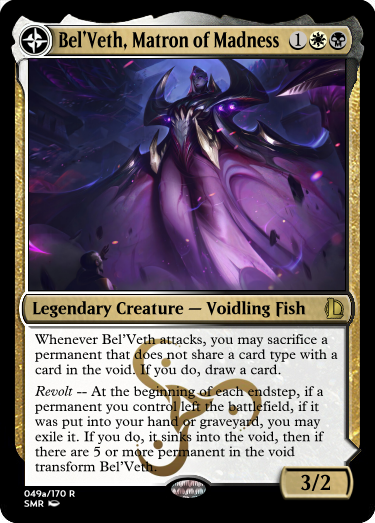 Bel'Veth, Matron of Madness 1
Legendary Creature — Voidling Fish
Whenever Bel'Veth attacks, you may sacrifice a
permanent that does not share a card type with a
card in the void. If you do, draw a card.
Revolt -- At the beginning of each endstep, if a
permanent you control left the battlefield, if it
was put into your hand or graveyard, you may
exile it. If you do, it sinks into the void, then if
there are 5 or more permanent in the void
transform Bel'Veth.
3/2
049a/170 R
SMR